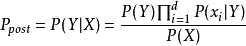 P_{post} = P(Y|X) = \frac{P(Y) \prod_{i=1}^{d} P(x_i|Y)}{P(X)}